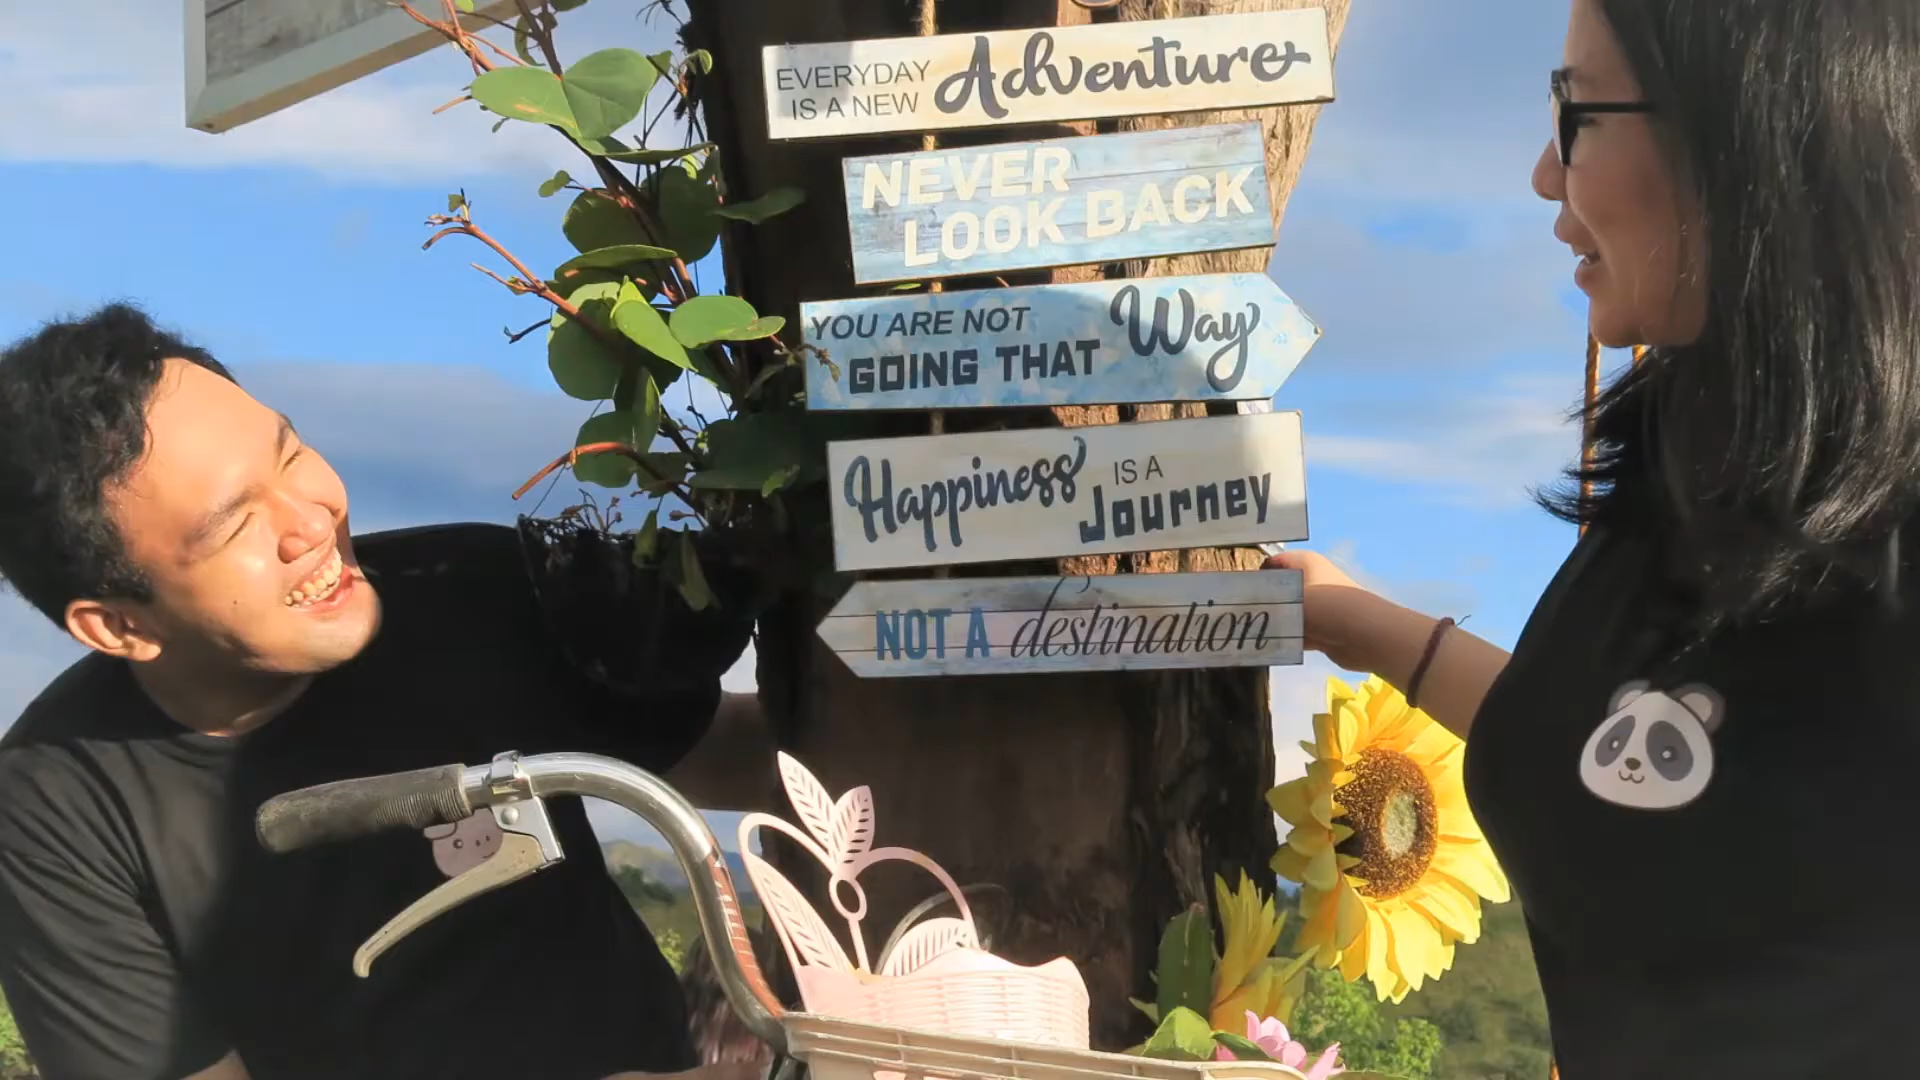 EVERYDAY
IS A NEW Adventure
NEVER
LOOK BACK
YOU ARE NOT
GOING THAT Way
Happiness IS A
Journey
NOT A destination